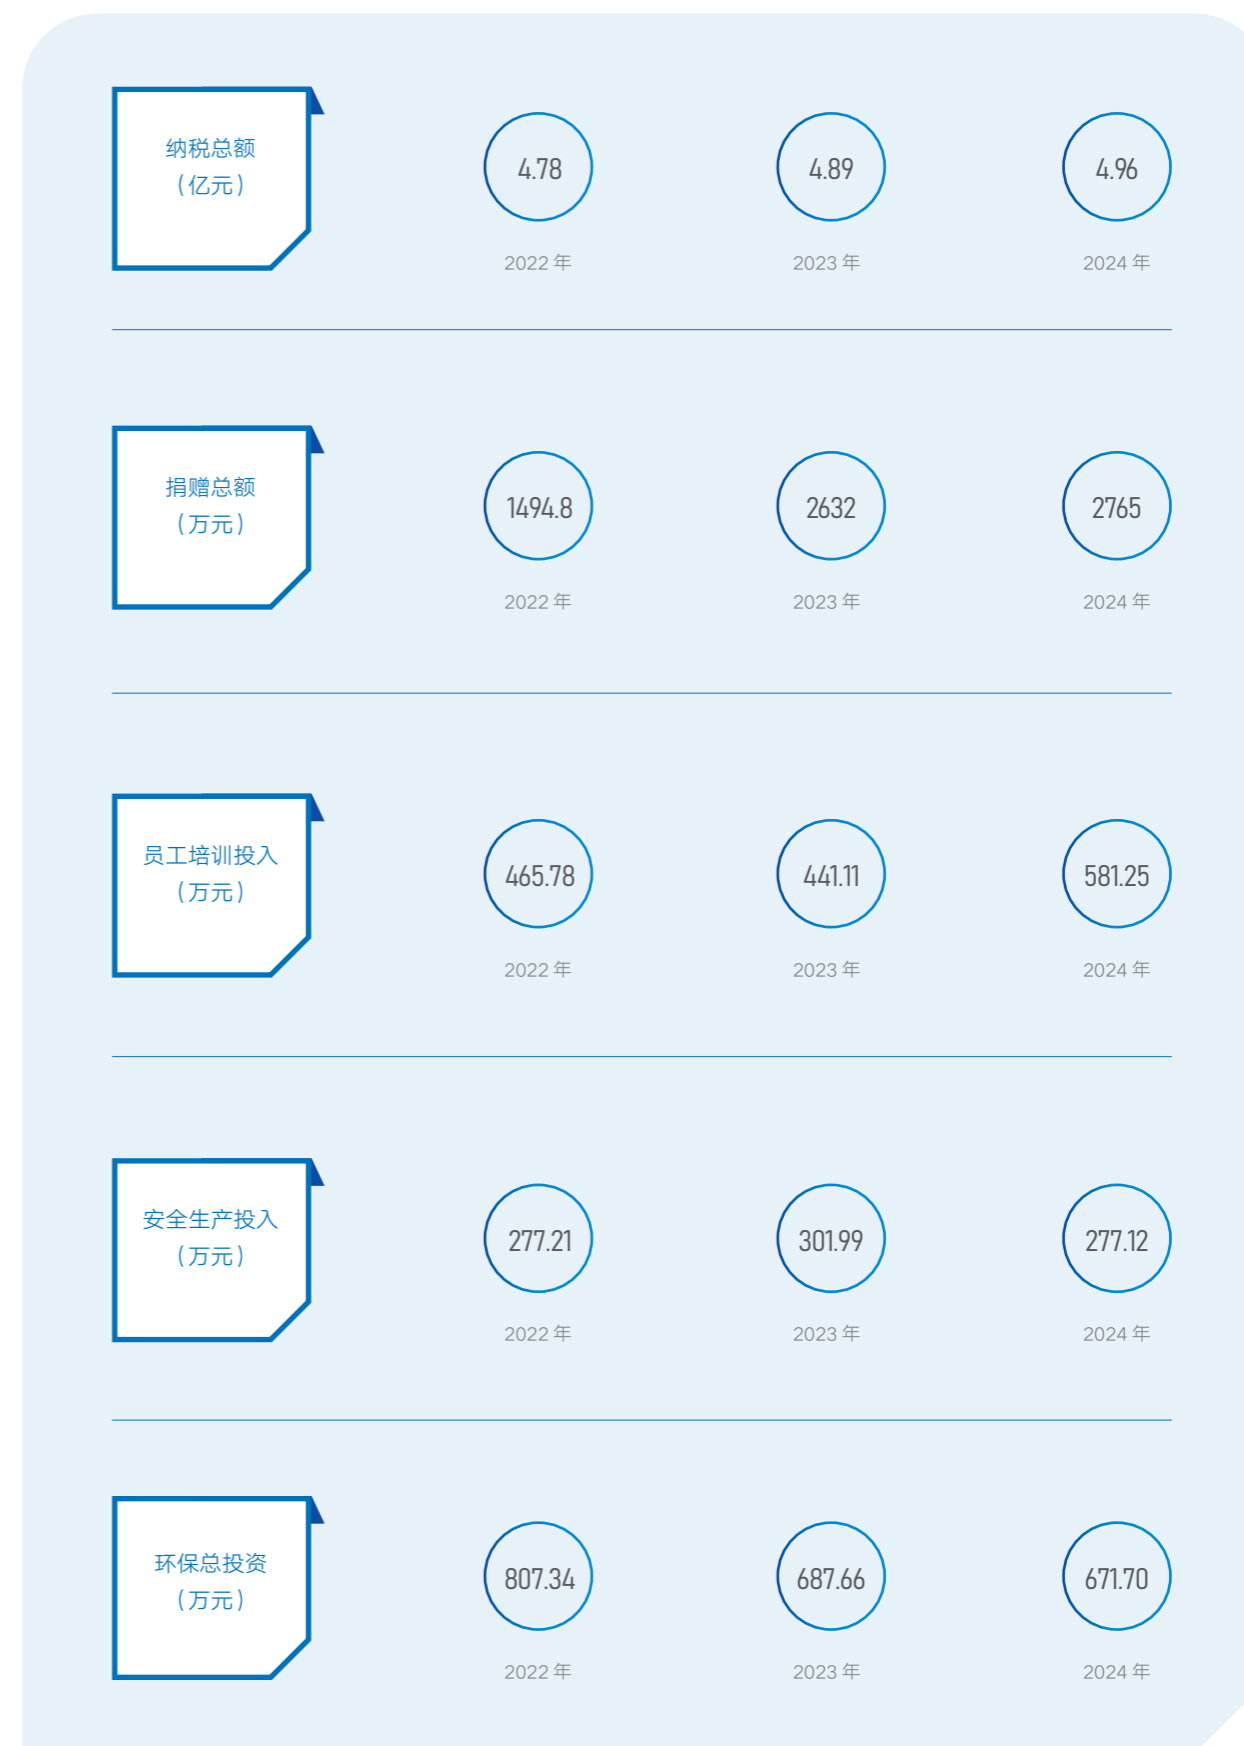 纳税总额
（亿元）
4.78
4.89
4.96
2022 年
2023 年
2024 年
捐赠总额
（万元）
1494.8
2632
2765
2022 年
2023 年
2024 年
员工培训投入
（万元）
465.78
441.11
581.25
2022 年
2023 年
2024 年
安全生产投入
（万元）
277.21
301.99
277.12
2022 年
2023 年
2024 年
环保总投资
（万元）
807.34
687.66
671.70
2022 年
2023 年
2024 年